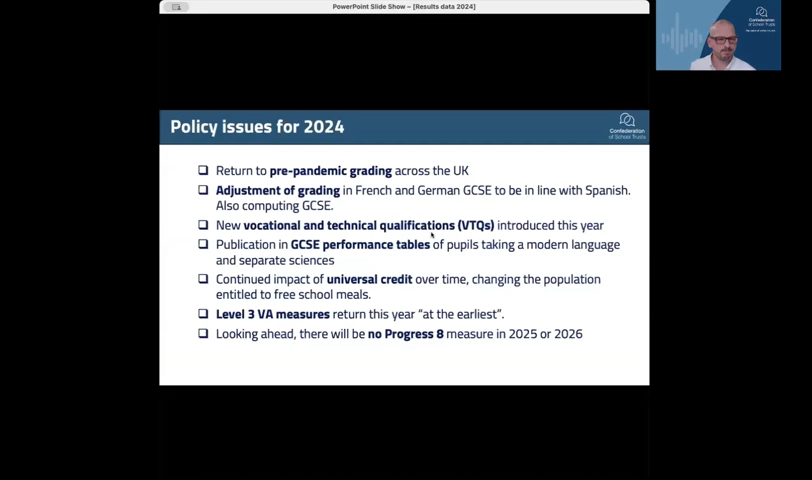 PowerPoint Slide Show – [Results data 2024]
Confederation
of School Trusts
Policy issues for 2024
Confederation
of School Trusts
❑ Return to pre-pandemic grading across the UK
❑ Adjustment of grading in French and German GCSE to be in line with Spanish.
Also computing GCSE.
❑ New vocational and technical qualifications (VTQs) introduced this year
❑ Publication in GCSE performance tables of pupils taking a modern language
and separate sciences
❑ Continued impact of universal credit over time, changing the population
entitled to free school meals.
❑ Level 3 VA measures return this year “at the earliest”.
❑ Looking ahead, there will be no Progress 8 measure in 2025 or 2026